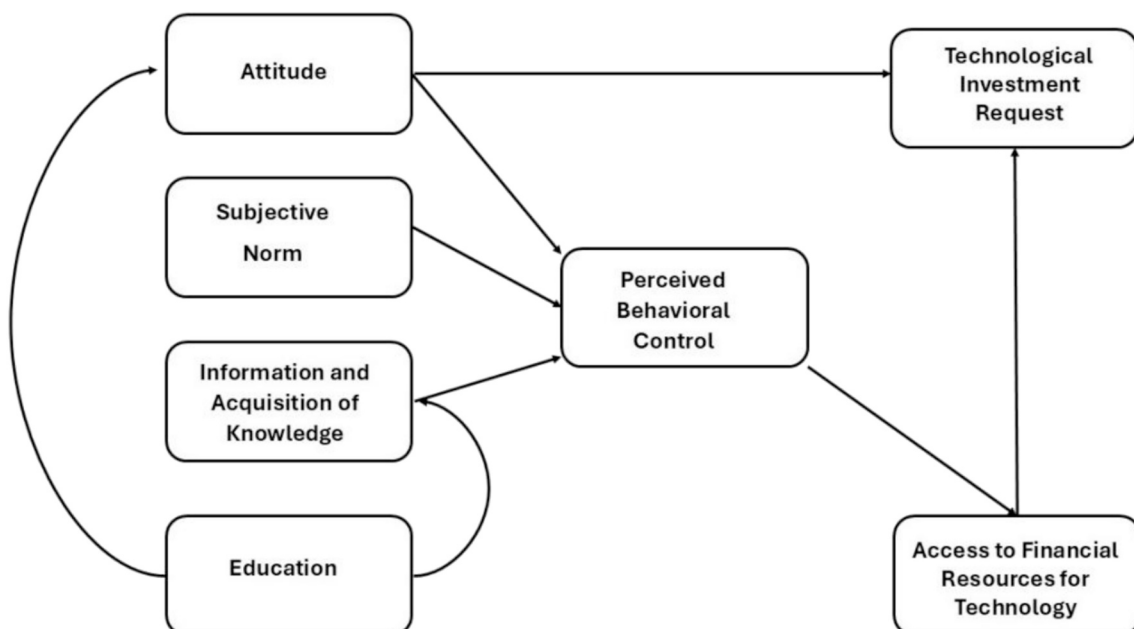 Attitude
Technological
Investment
Request
Subjective
Norm
Perceived
Behavioral
Control
Information and
Acquisition of
Knowledge
Education
Access to Financial
Resources for
Technology